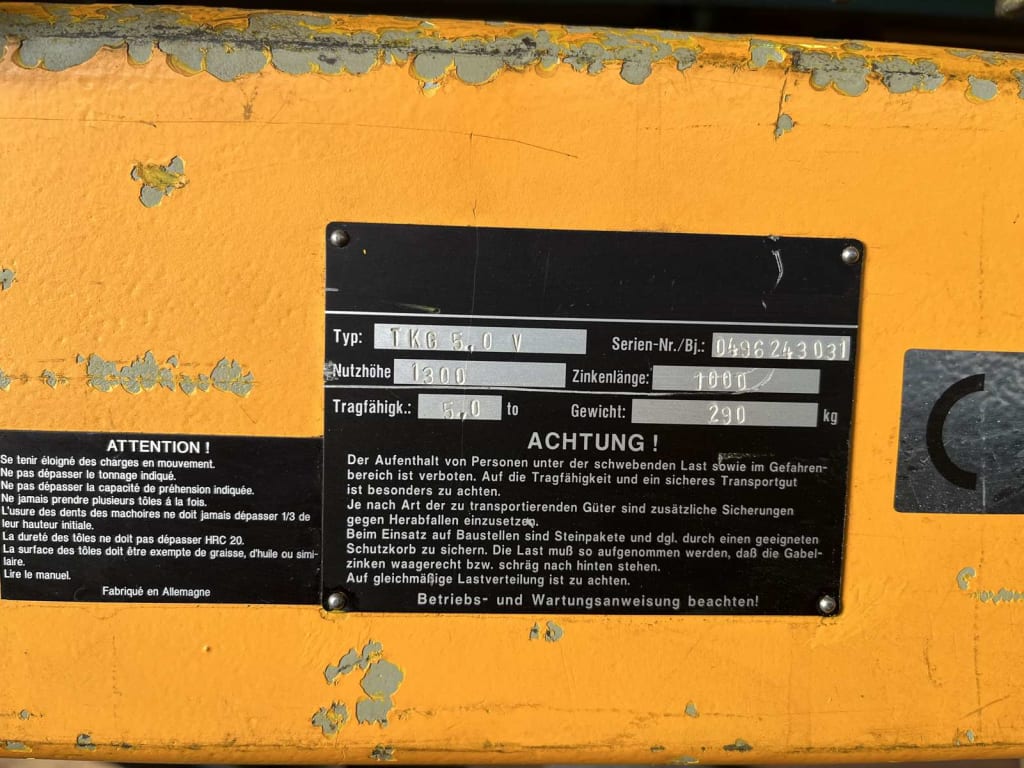 Typ: TKG 5,0 V Serien-Nr./Bj.: 0496243031
Nutzhöhe 1300 Zinkenlänge: 1000
Tragfähigk.: 5,0 to Gewicht: 290 kg
ACHTUNG !
Der Aufenthalt von Personen unter der schwebenden Last sowie im Gefahren-
bereich ist verboten. Auf die Tragfähigkeit und ein sicheres Transportgut
ist besonders zu achten.
Je nach Art der zu transportierenden Güter sind zusätzliche Sicherungen
gegen Herabfallen einzusetzen.
Beim Einsatz auf Baustellen sind Steinpakete und dgl. durch einen geeigneten
Schutzkorb zu sichern. Die Last muß so aufgenommen werden, daß die Gabel-
zinken waagerecht bzw. schräg nach hinten stehen.
Auf gleichmäßige Lastverteilung ist zu achten.
Betriebs- und Wartungsanweisung beachten!
ATTENTION !
Se tenir éloigné des charges en mouvement.
Ne pas dépasser le tonnage indiqué.
Ne pas dépasser la capacité de préhension indiquée.
Ne jamais prendre plusieurs tôles á la fois.
L'usure des dents des machoires ne doit jamais dépasser 1/3 de
leur hauteur initiale.
La dureté des tôles ne doit pas dépasser HRC 20.
La surface des tôles doit être exempte de graisse, d'huile ou simi-
laire.
Lire le manuel.
Fabriqué en Allemagne
C